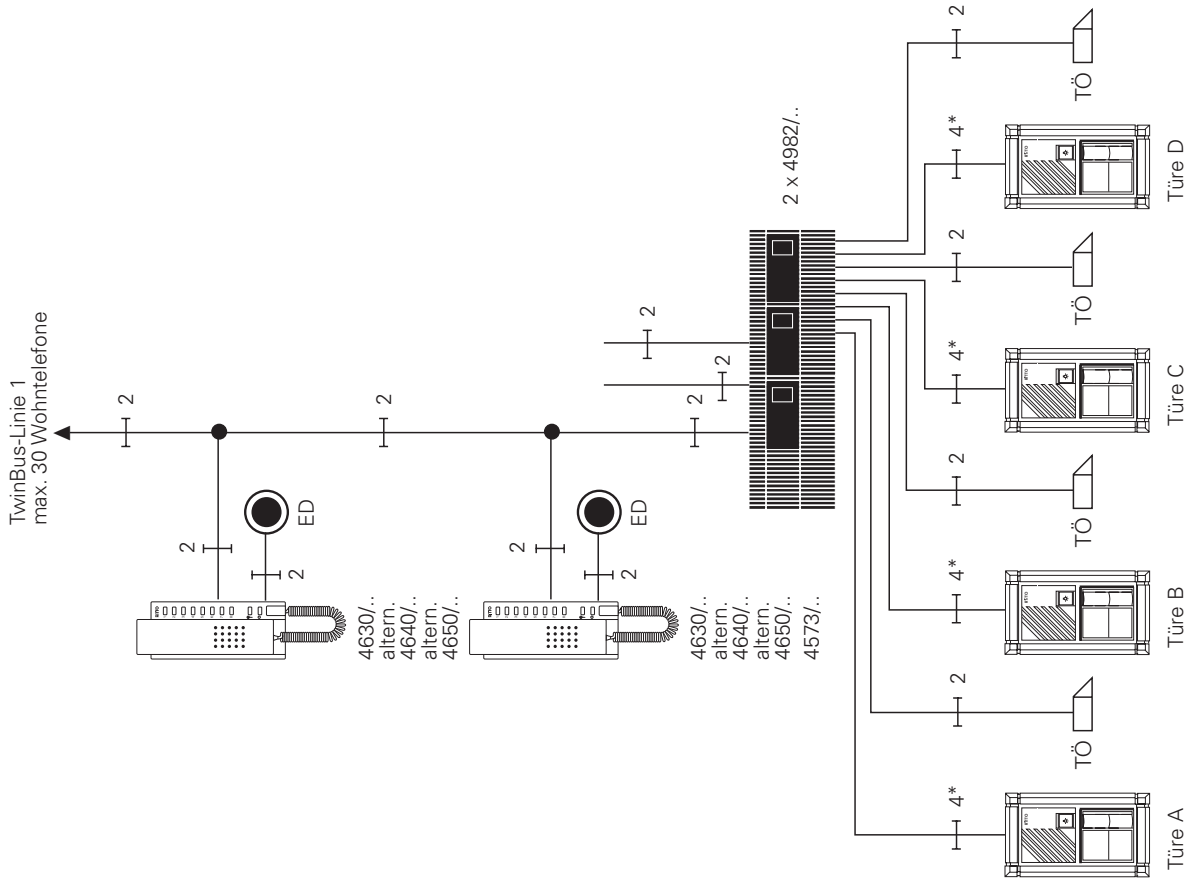 TwinBus-Linie 1
max. 30 Wohntelefone
2
2
2
2
2
2
2
2
2
ED
ED
4630/..
altern.
4640/..
altern.
4650/..
4630/..
altern.
4640/..
altern.
4650/..
4573/..
2 x 4982/..
4*
2
4*
2
4*
2
4*
2
TÖ
TÖ
TÖ
TÖ
Türe A
Türe B
Türe C
Türe D